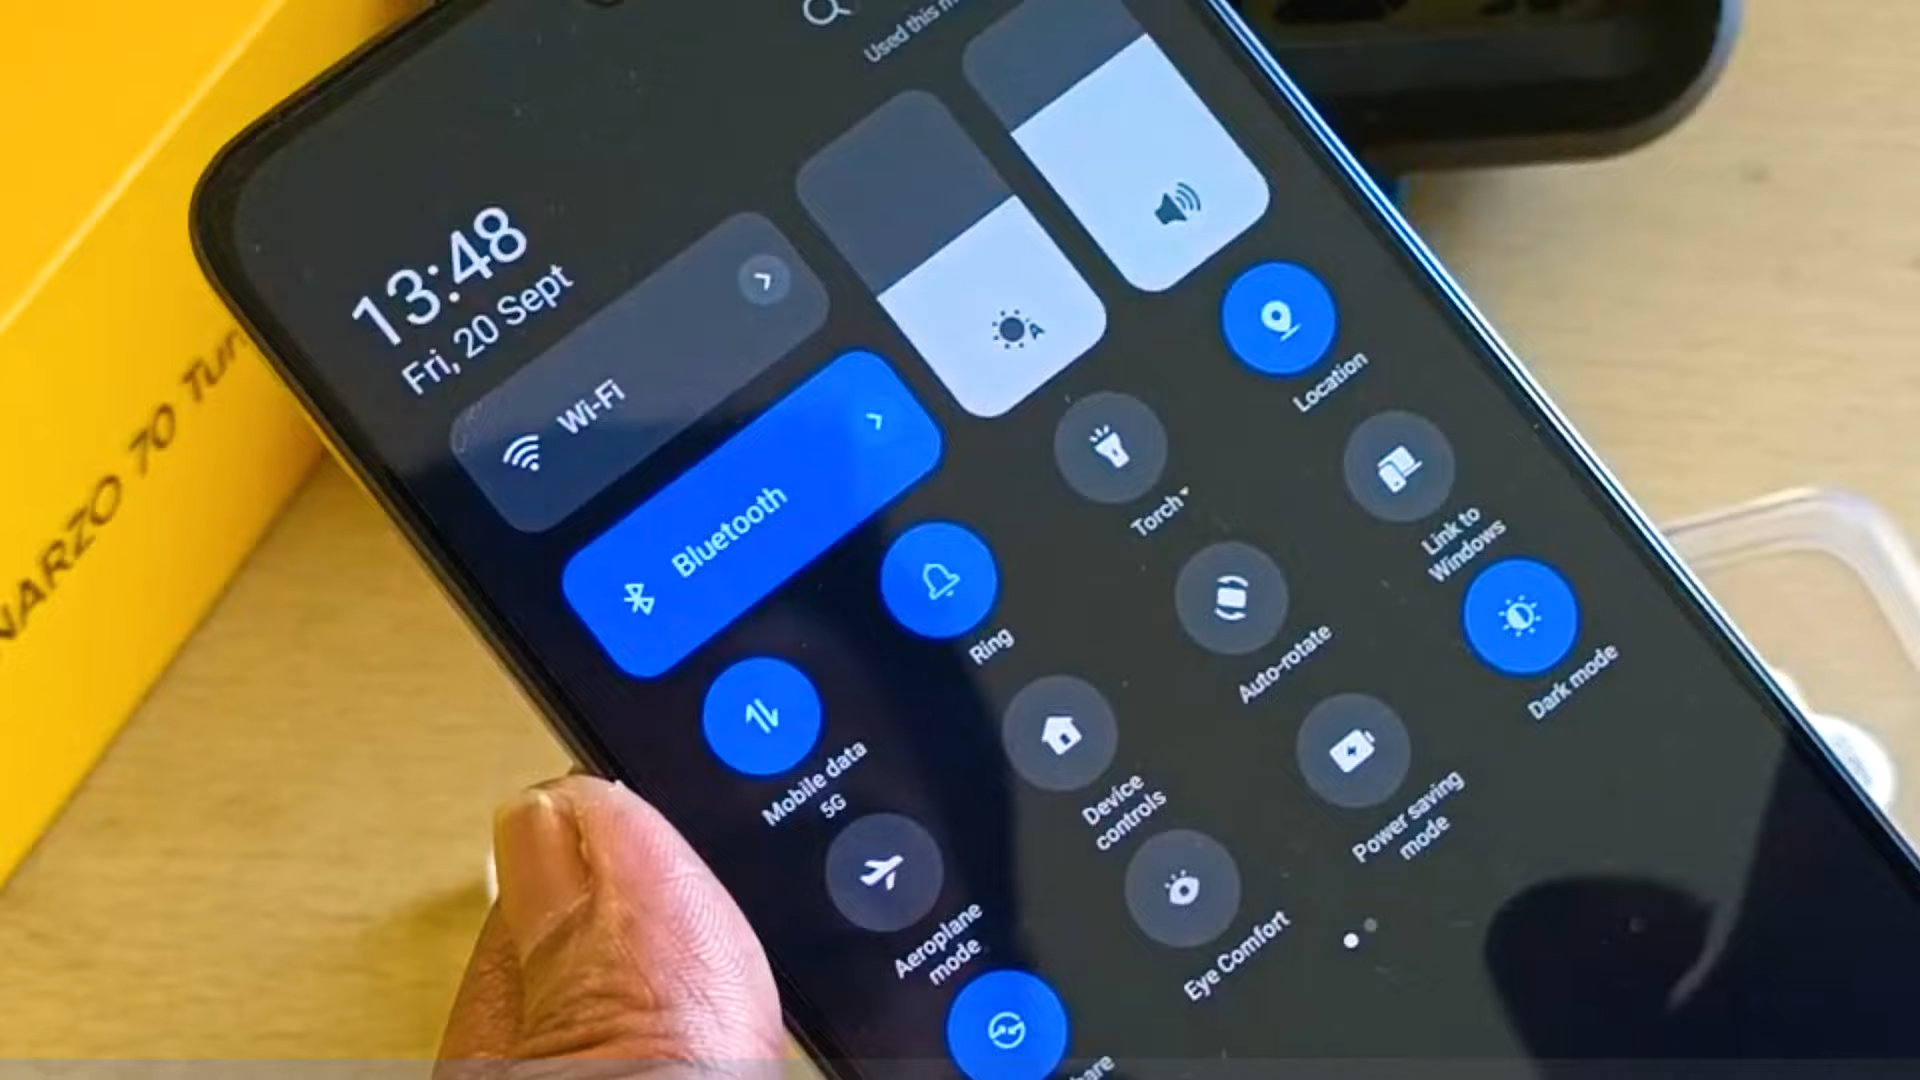 NARZO 70
Used this
13:48
Fri, 20 Sept
Wi-Fi
Bluetooth
A
Mobile data
5G
Ring
Torch
Location
Aeroplane
mode
Device
controls
Auto-rotate
Link to
Windows
Eye Comfort
Power saving
mode
Dark mode